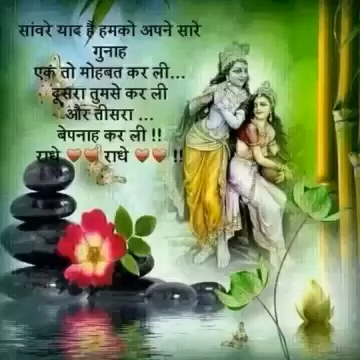 सांवरे याद है हमको अपने सारे
गुनाह
एक तो मोहबत कर ली...
दूसरा तुमसे कर ली
और तीसरा ...
बेपनाह कर ली !!
राधे ♥♥ राधे ♥♥ !!